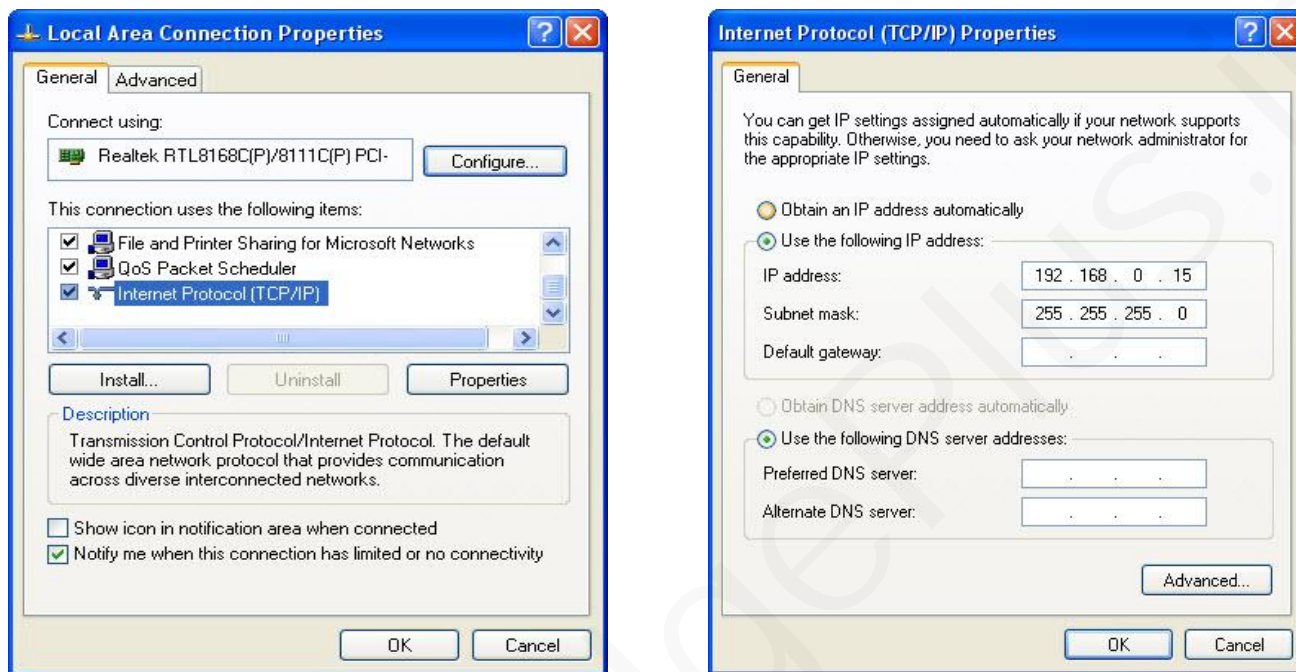 Local Area Connection Properties
General
Advanced
Connect using:
Realtek RTL8168C(P)/8111C(P) PCI-
Configure...
This connection uses the following items:
File and Printer Sharing for Microsoft Networks
QoS Packet Scheduler
Internet Protocol (TCP/IP)
Install...
Uninstall
Properties
Description
Transmission Control Protocol/Internet Protocol. The default
wide area network protocol that provides communication
across diverse interconnected networks.
Show icon in notification area when connected
Notify me when this connection has limited or no connectivity
OK
Cancel
Internet Protocol (TCP/IP) Properties
General
You can get IP settings assigned automatically if your network supports
this capability. Otherwise, you need to ask your network administrator for
the appropriate IP settings.
Obtain an IP address automatically
Use the following IP address:
IP address:
192 . 168 . 0 . 15
Subnet mask:
255 . 255 . 255 . 0
Default gateway:
. . .
Obtain DNS server address automatically
Use the following DNS server addresses:
Preferred DNS server:
. . .
Alternate DNS server:
. . .
Advanced...
OK
Cancel